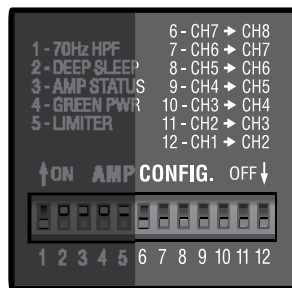 1 - 70Hz HPF
2 - DEEP SLEEP
3 - AMP STATUS
4 - GREEN PWR
5 - LIMITER
6 - CH7 → CH8
7 - CH6 → CH7
8 - CH5 → CH6
9 - CH4 → CH5
10 - CH3 → CH4
11 - CH2 → CH3
12 - CH1 → CH2
↑ON AMP CONFIG. OFF↓
1 2 3 4 5 6 7 8 9 10 11 12